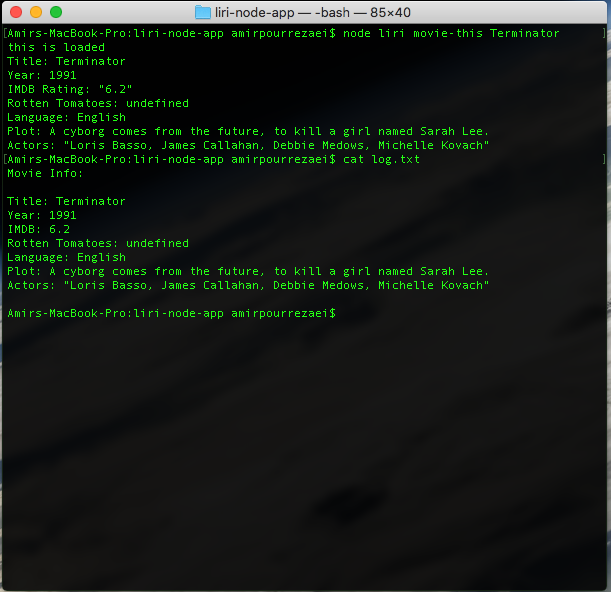 liri-node-app — -bash — 85×40
[Amirs-MacBook-Pro:liri-node-app amirpourrezaei$ node liri movie-this Terminator ]
this is loaded
Title: Terminator
Year: 1991
IMDB Rating: "6.2"
Rotten Tomatoes: undefined
Language: English
Plot: A cyborg comes from the future, to kill a girl named Sarah Lee.
Actors: "Loris Basso, James Callahan, Debbie Medows, Michelle Kovach"
[Amirs-MacBook-Pro:liri-node-app amirpourrezaei$ cat log.txt ]
Movie Info:
Title: Terminator
Year: 1991
IMDB: 6.2
Rotten Tomatoes: undefined
Language: English
Plot: A cyborg comes from the future, to kill a girl named Sarah Lee.
Actors: "Loris Basso, James Callahan, Debbie Medows, Michelle Kovach"
Amirs-MacBook-Pro:liri-node-app amirpourrezaei$